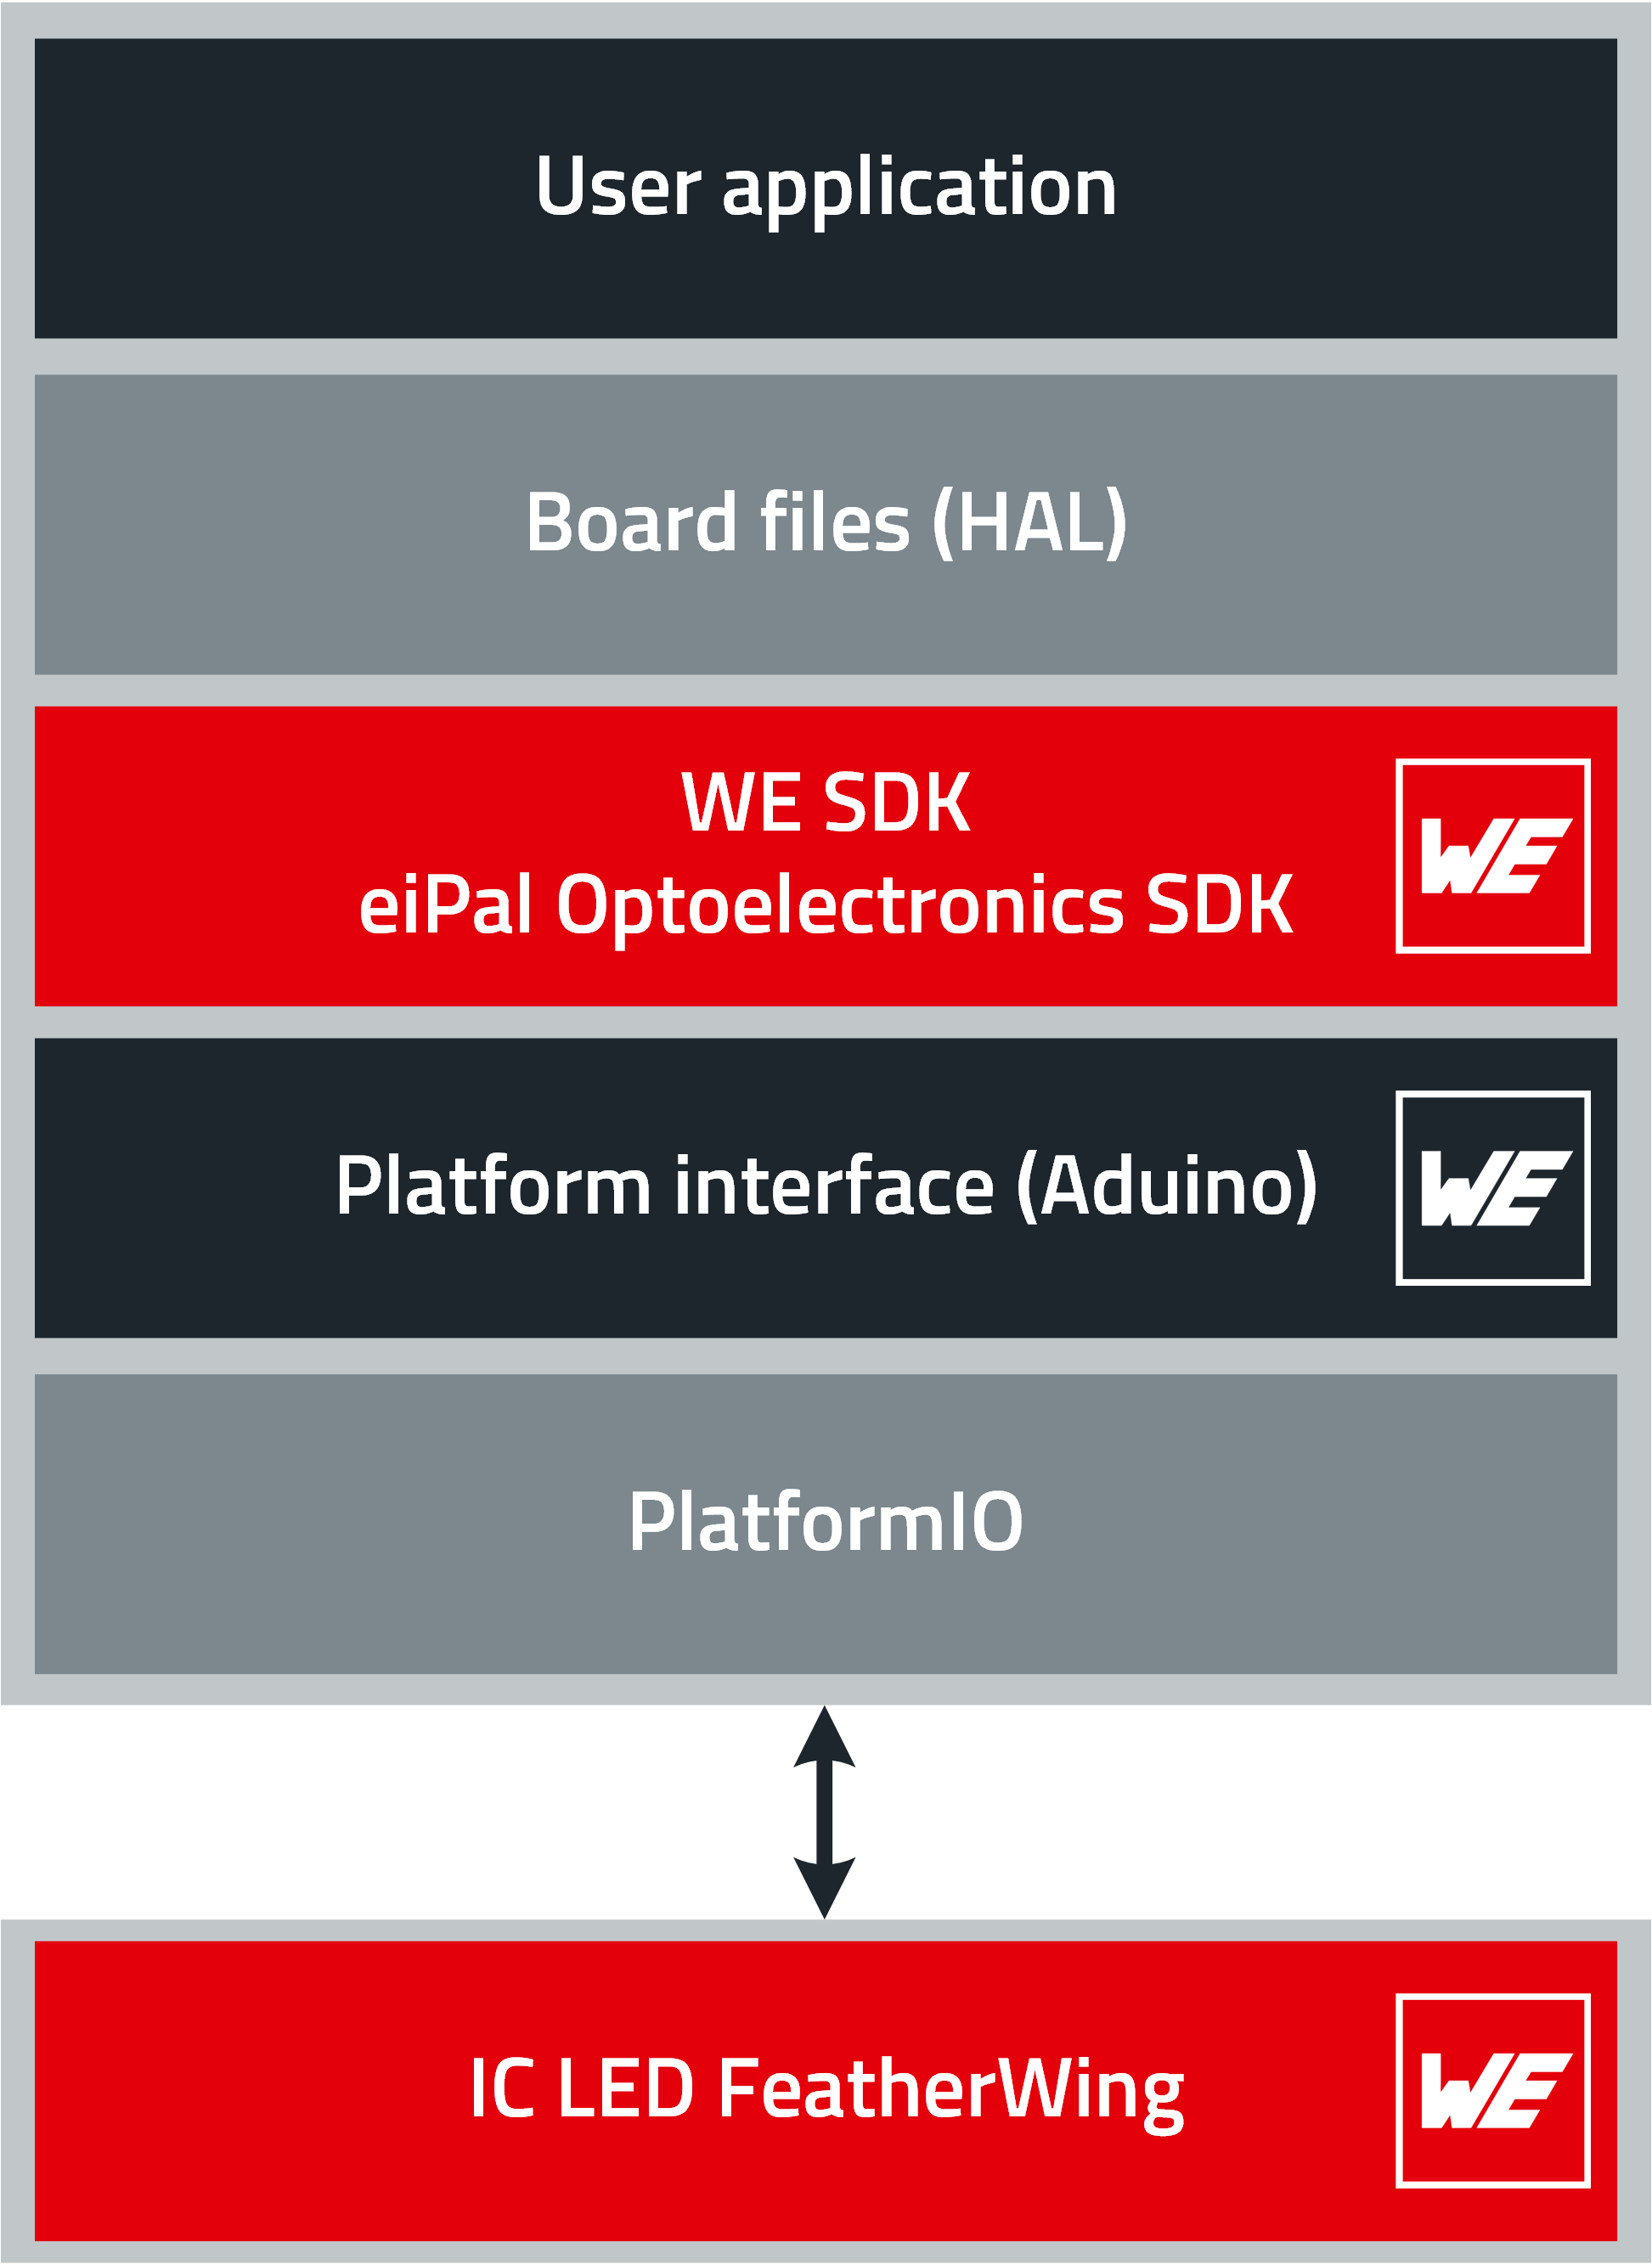 User application
Board files (HAL)
WE SDK
eiPal Optoelectronics SDK
WE
Platform interface (Aduino)
WE
PlatformIO
IC LED FeatherWing
WE